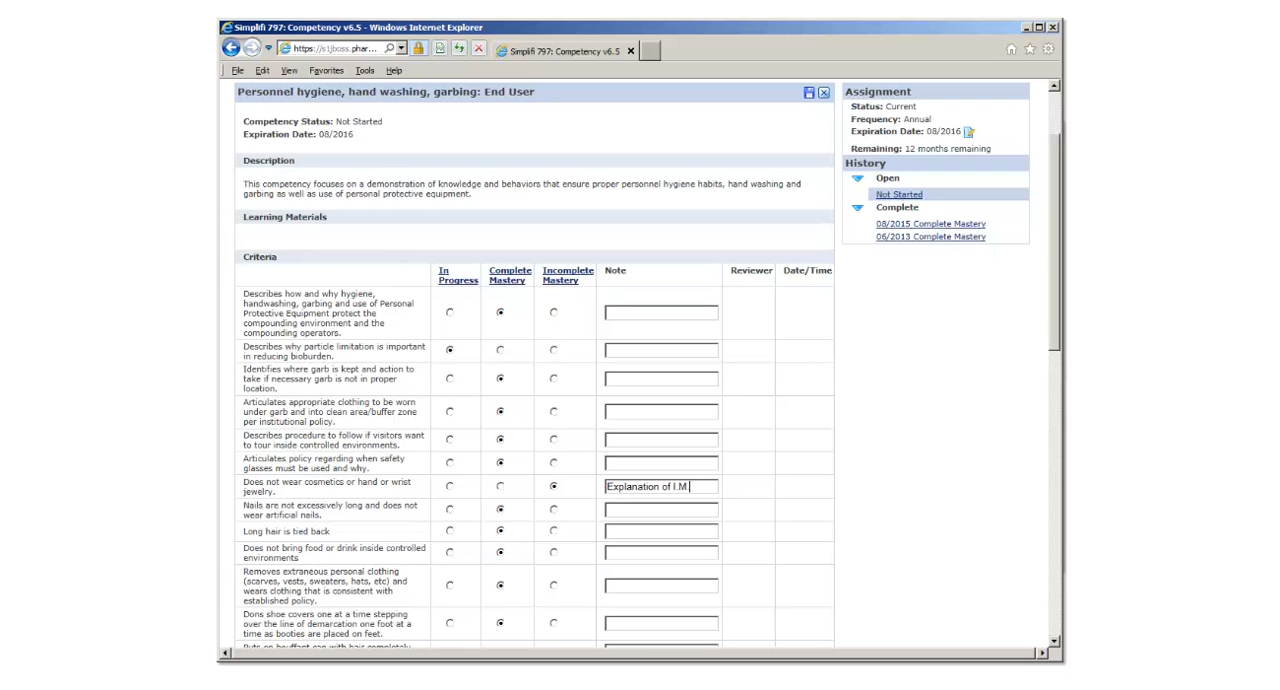 Simplifi 797: Competency v6.5 - Windows Internet Explorer
https://s1jboss.phar...
Simplifi 797: Competency v6.5
File Edit View Favorites Tools Help
Personnel hygiene, hand washing, garbing: End User
Competency Status: Not Started
Expiration Date: 08/2016
Description
This competency focuses on a demonstration of knowledge and behaviors that ensure proper personnel hygiene habits, hand washing and
garbing as well as use of personal protective equipment.
Learning Materials
Criteria
In
Progress
Complete
Mastery
Incomplete
Mastery
Note
Reviewer
Date/Time
Describes how and why hygiene,
handwashing, garbing and use of Personal
Protective Equipment protect the
compounding environment and the
compounding operators.
Describes why particle limitation is important
in reducing bioburden.
Identifies where garb is kept and action to
take if necessary garb is not in proper
location.
Articulates appropriate clothing to be worn
under garb and into clean area/buffer zone
per institutional policy.
Describes procedure to follow if visitors want
to tour inside controlled environments.
Articulates policy regarding when safety
glasses must be used and why.
Does not wear cosmetics or hand or wrist
jewelry.
Explanation of I.M.
Nails are not excessively long and does not
wear artificial nails.
Long hair is tied back
Does not bring food or drink inside controlled
environments
Removes extraneous personal clothing
(scarves, vests, sweaters, hats, etc) and
wears clothing that is consistent with
established policy.
Dons shoe covers one at a time stepping
over the line of demarcation one foot at a
time as booties are placed on feet.
Puts on bouffant cap with hair completely
Assignment
Status: Current
Frequency: Annual
Expiration Date: 08/2016
Remaining: 12 months remaining
History
Open
Not Started
Complete
08/2015 Complete Mastery
06/2013 Complete Mastery